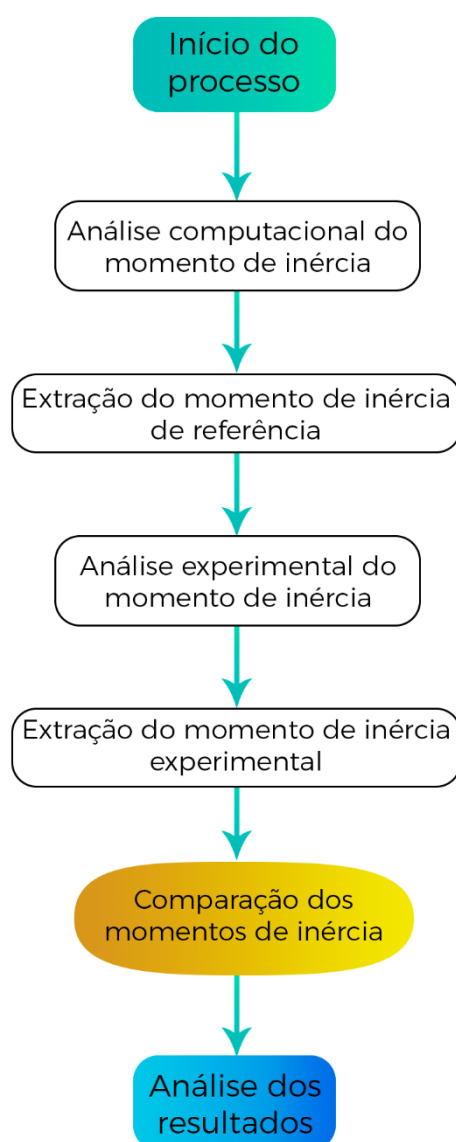 Início do
processo
Análise computacional do
momento de inércia
Extração do momento de inércia
de referência
Análise experimental do
momento de inércia
Extração do momento de inércia
experimental
Comparação dos
momentos de inércia
Análise dos
resultados